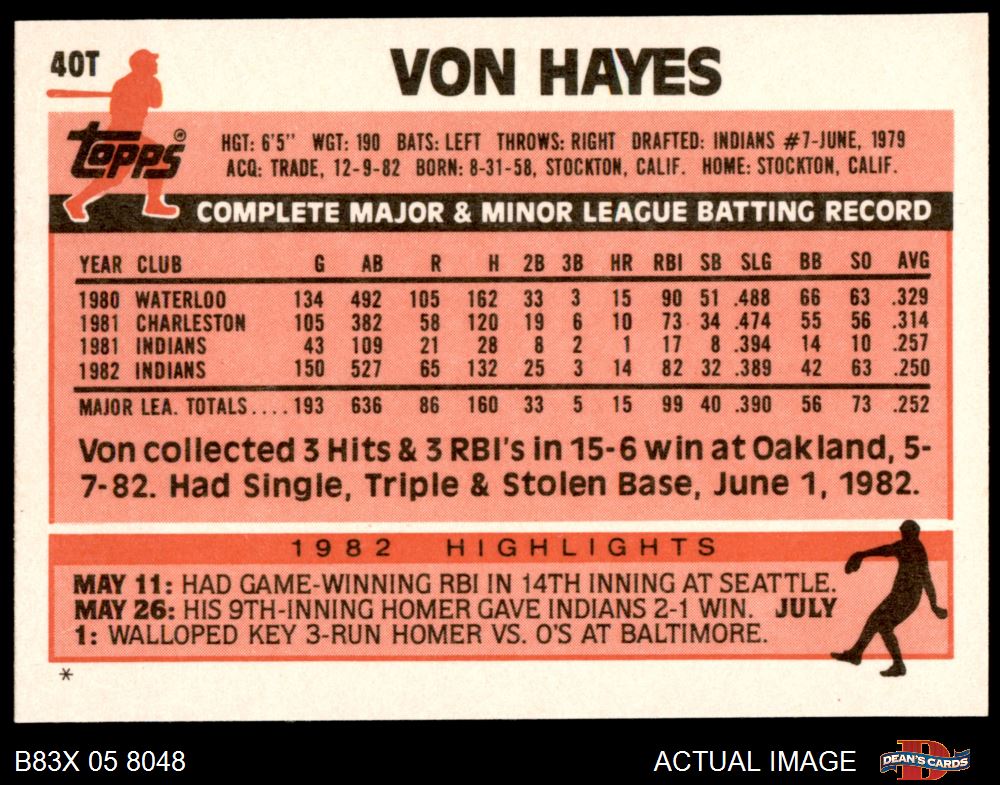 40T
VON HAYES
Topps®
HGT: 6'5" WGT: 190 BATS: LEFT THROWS: RIGHT DRAFTED: INDIANS #7-JUNE, 1979
ACQ: TRADE, 12-9-82 BORN: 8-31-58, STOCKTON, CALIF. HOME: STOCKTON, CALIF.
COMPLETE MAJOR & MINOR LEAGUE BATTING RECORD
YEAR CLUB G AB R H 2B 3B HR RBI SB SLG BB SO AVG
1980 WATERLOO 134 492 105 162 33 3 15 90 51 .488 66 63 .329
1981 CHARLESTON 105 382 58 120 19 6 10 73 34 .474 55 56 .314
1981 INDIANS 43 109 21 28 8 2 1 17 8 .394 14 10 .257
1982 INDIANS 150 527 65 132 25 3 14 82 32 .389 42 63 .250
MAJOR LEA. TOTALS.... 193 636 86 160 33 5 15 99 40 .390 56 73 .252
Von collected 3 Hits & 3 RBI's in 15-6 win at Oakland, 5-
7-82. Had Single, Triple & Stolen Base, June 1, 1982.
1982 HIGHLIGHTS
MAY 11: HAD GAME-WINNING RBI IN 14TH INNING AT SEATTLE.
MAY 26: HIS 9TH-INNING HOMER GAVE INDIANS 2-1 WIN. JULY
1: WALLOPED KEY 3-RUN HOMER VS. O'S AT BALTIMORE.
*
B83X 05 8048
ACTUAL IMAGE
D
DEAN'S CARDS